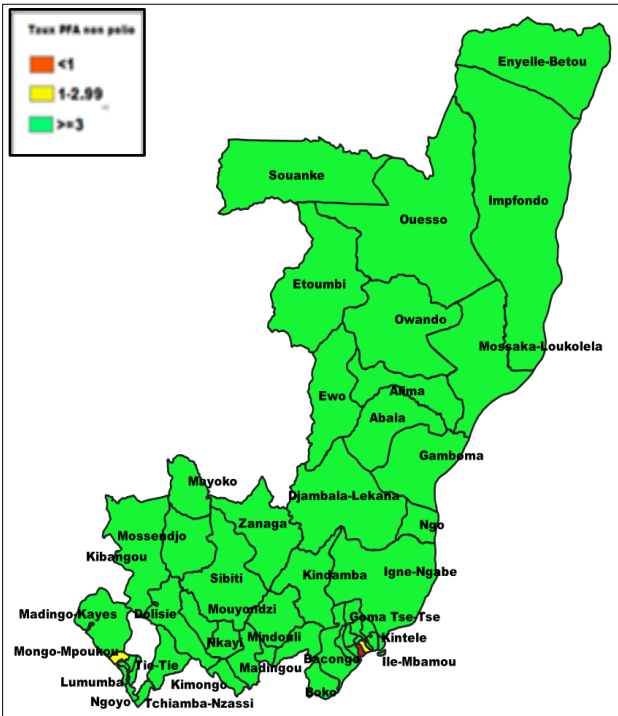 Taux PFA non polio
<1
1-2.99
>=3
Enyelle-Betou
Souanke
Impfondo
Ouesso
Etoumbi
Owando
Mossaka-Loukolela
Ewo
Alima
Abala
Gamboma
Mayoko
Djambala-Lekana
Zanaga
Ngo
Mossendjo
Kibangou
Sibiti
Kindamba
Igne-Ngabe
Madingo-Kayes
Dolisie
Mouyondzi
Goma Tse-Tse
Nkayi
Mindouli
Kintele
Mongo-Mpoukou
Tie-Tie
Madingou
Bacongo
Ile-Mbamou
Lumumba
Kimongo
Boko
Ngoyo
Tchiamba-Nzassi